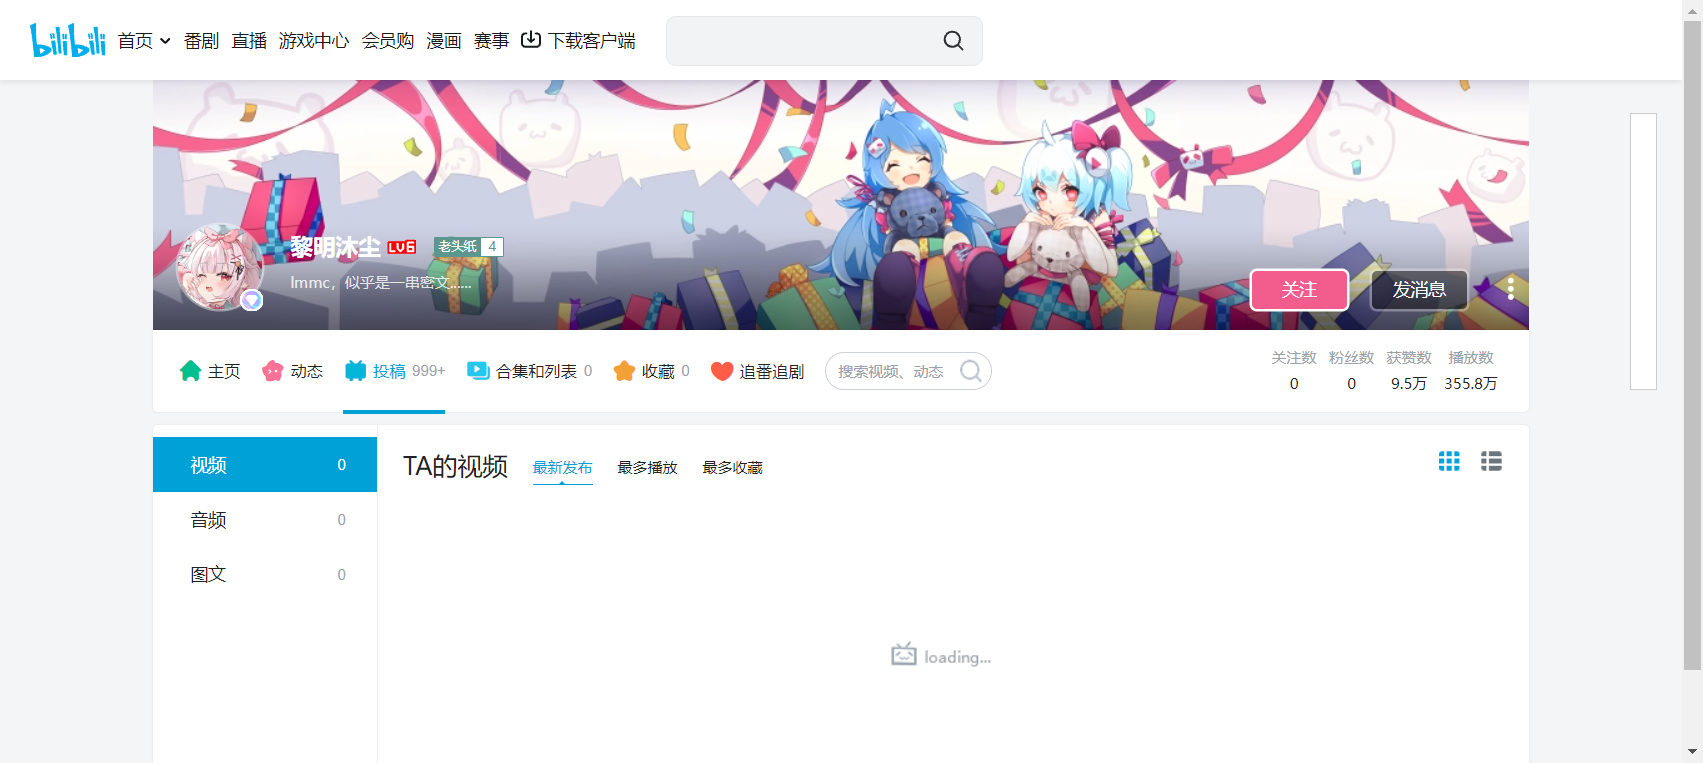 bilibili 首页 番剧 直播 游戏中心 会员购 漫画 赛事 下载客户端
黎明沐尘 LV6 老头纸 4
lmmc，似乎是一串密文……
关注 发消息
主页 动态 投稿 999+ 合集和列表 0 收藏 0 追番追剧 搜索视频、动态
关注数 粉丝数 获赞数 播放数
0 0 9.5万 355.8万
视频 0
音频 0
图文 0
TA的视频 最新发布 最多播放 最多收藏
loading...